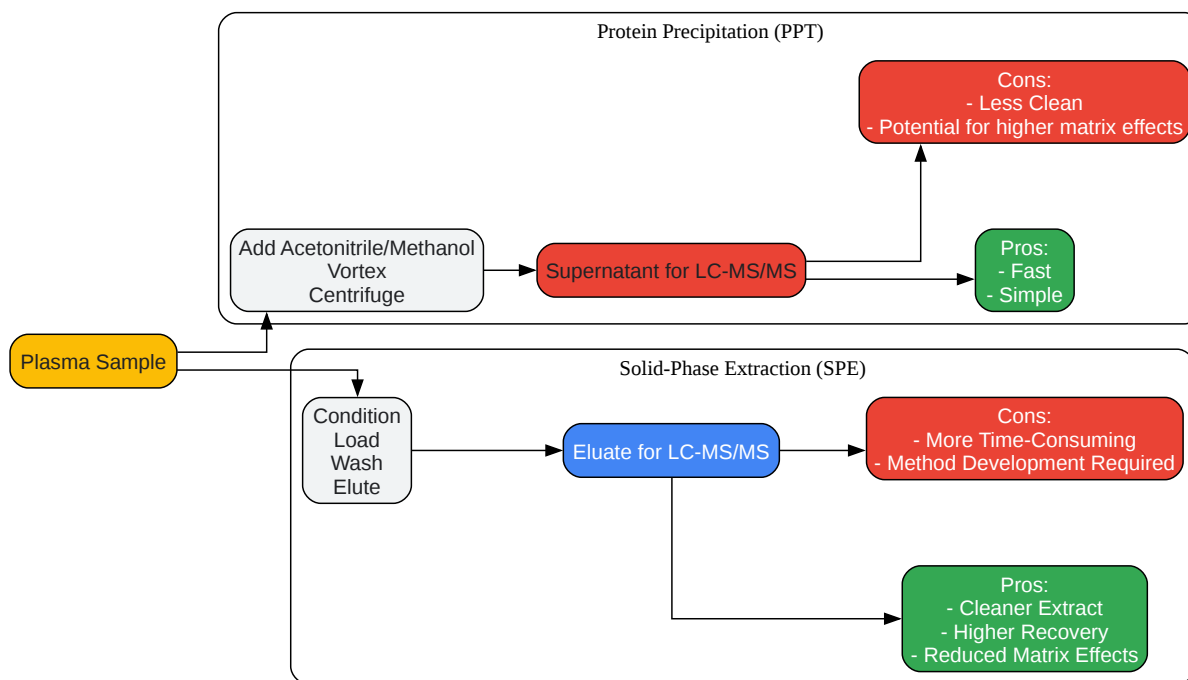 Protein Precipitation (PPT)
Cons:
- Less Clean
- Potential for higher matrix effects
Add Acetonitrile/Methanol
Vortex
Centrifuge
Supernatant for LC-MS/MS
Pros:
- Fast
- Simple
Plasma Sample
Solid-Phase Extraction (SPE)
Condition
Load
Wash
Elute
Eluate for LC-MS/MS
Cons:
- More Time-Consuming
- Method Development Required
Pros:
- Cleaner Extract
- Higher Recovery
- Reduced Matrix Effects